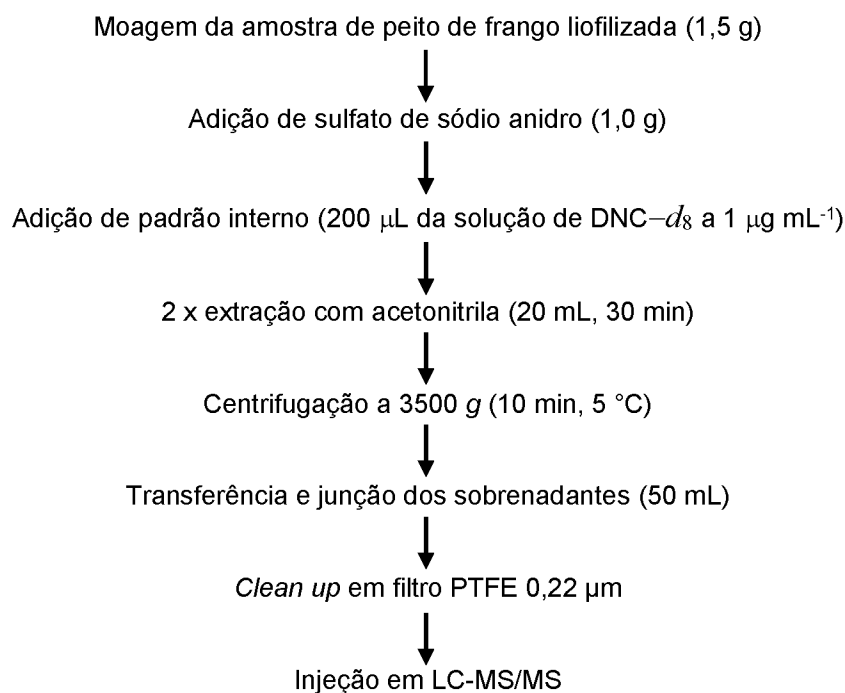 Moagem da amostra de peito de frango liofilizada (1,5 g)
Adição de sulfato de sódio anidro (1,0 g)
Adição de padrão interno (200 μL da solução de DNC–d₈ a 1 μg mL⁻¹)
2 x extração com acetonitrila (20 mL, 30 min)
Centrifugação a 3500 g (10 min, 5 °C)
Transferência e junção dos sobrenadantes (50 mL)
Clean up em filtro PTFE 0,22 μm
Injeção em LC-MS/MS